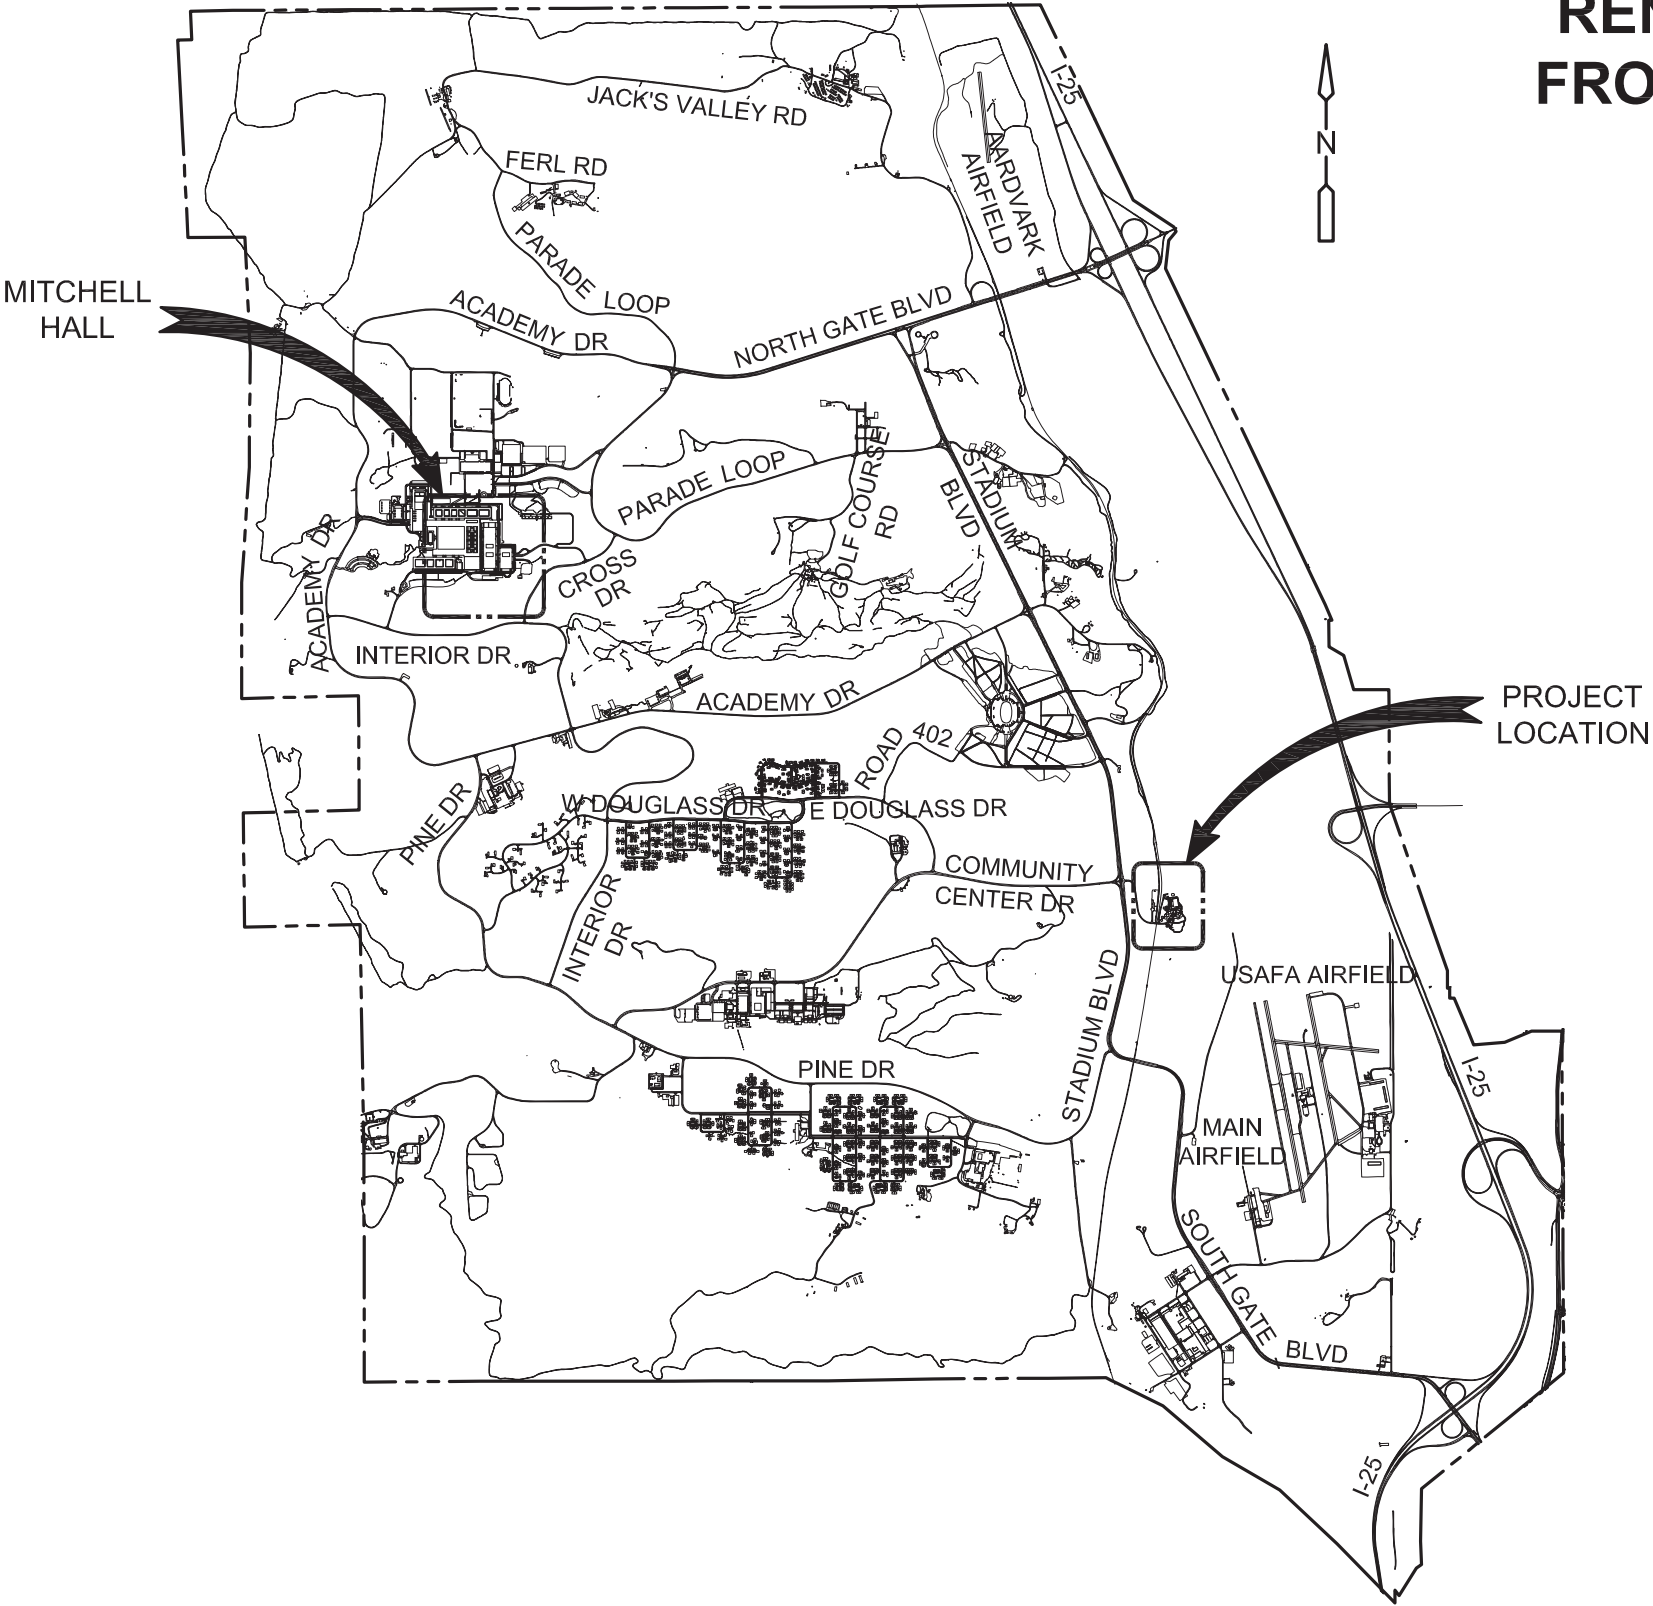 REN
FRO
I-25
JACK'S VALLEY RD
N
AARDVARK
AIRFIELD
FERL RD
PARADE LOOP
MITCHELL
HALL
ACADEMY DR
NORTH GATE BLVD
GOLF COURSE
RD
STADIUM
BLVD
PARADE LOOP
ACADEMY DR
CROSS
DR
INTERIOR DR
ACADEMY DR
PROJECT
LOCATION
ROAD 402
PINE DR
W DOUGLASS DR
E DOUGLASS DR
COMMUNITY
CENTER DR
INTERIOR
DR
STADIUM BLVD
USAFA AIRFIELD
PINE DR
I-25
MAIN
AIRFIELD
SOUTH GATE
BLVD
I-25